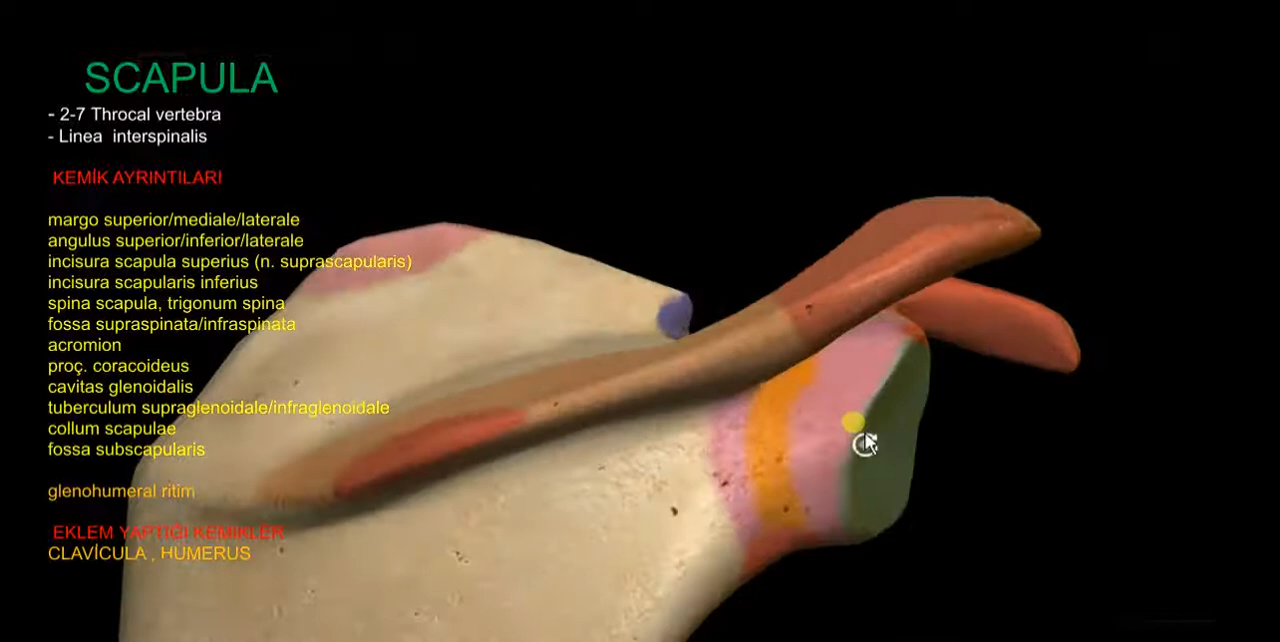 SCAPULA
- 2-7 Throcal vertebra
- Linea interspinalis
KEMİK AYRINTILARI
margo superior/mediale/laterale
angulus superior/inferior/laterale
incisura scapula superius (n. suprascapularis)
incisura scapularis inferius
spina scapula, trigonum spina
fossa supraspinata/infraspinata
acromion
proç. coracoideus
cavitas glenoidalis
tuberculum supraglenoidale/infraglenoidale
collum scapulae
fossa subscapularis
glenohumeral ritim
EKLEM YAPTIĞI KEMİKLER
CLAVİCULA , HUMERUS